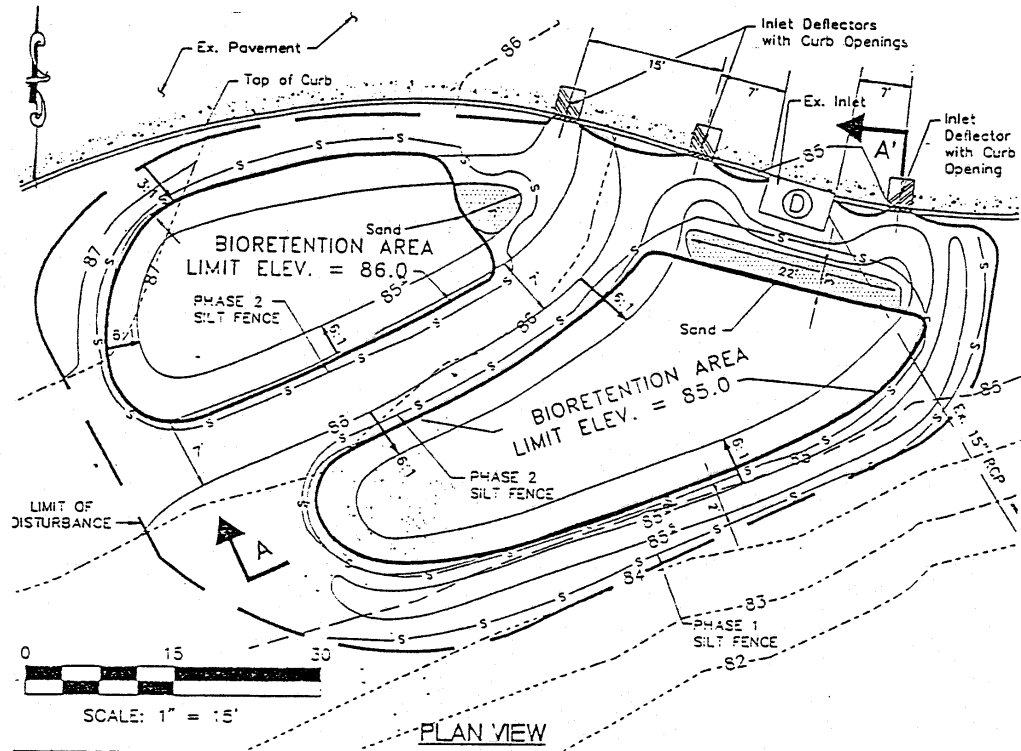 Inlet Deflectors
with Curb Openings
Ex. Pavement
86
15'
7'
7'
Top of Curb
Ex. Inlet
Inlet
Deflector
with Curb
Opening
85
A'
D
Sand
BIORETENTION AREA
LIMIT ELEV. = 86.0
87
87
85
PHASE 2
SILT FENCE
6:1
7'
86
6:1
22'
Sand
BIORETENTION AREA
LIMIT ELEV. = 85.0
85
Ex. 15" RCP
6:1
6:1
PHASE 2
SILT FENCE
LIMIT OF
DISTURBANCE
A
84
83
PHASE 1
SILT FENCE
82
0 15 30
SCALE: 1" = 15'
PLAN VIEW